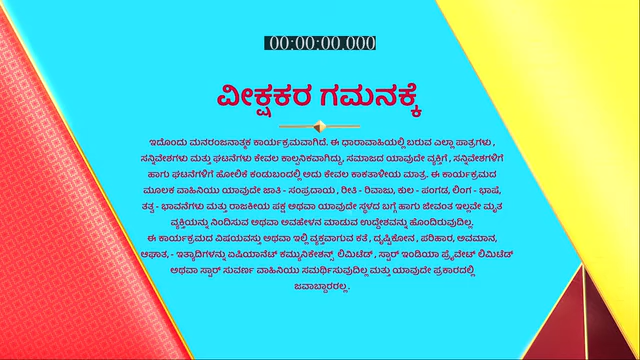 00:00:00.000
ವೀಕ್ಷಕರ ಗಮನಕ್ಕೆ
ಇದೊಂದು ಮನರಂಜನಾತ್ಮಕ ಕಾರ್ಯಕ್ರಮವಾಗಿದೆ. ಈ ಧಾರಾವಾಹಿಯಲ್ಲಿ ಬರುವ ಎಲ್ಲಾ ಪಾತ್ರಗಳು ,
ಸನ್ನಿವೇಶಗಳು ಮತ್ತು ಘಟನೆಗಳು ಕೇವಲ ಕಾಲ್ಪನಿಕವಾಗಿದ್ದು, ಸಮಾಜದ ಯಾವುದೇ ವ್ಯಕ್ತಿಗೆ , ಸನ್ನಿವೇಶಗಳಿಗೆ
ಹಾಗು ಘಟನೆಗಳಿಗೆ ಹೋಲಿಕೆ ಕಂಡುಬಂದಲ್ಲಿ ಅದು ಕೇವಲ ಕಾಕತಾಳೀಯ ಮಾತ್ರ. ಈ ಕಾರ್ಯಕ್ರಮದ
ಮೂಲಕ ವಾಹಿನಿಯು ಯಾವುದೇ ಜಾತಿ - ಸಂಪ್ರದಾಯ , ರೀತಿ - ರಿವಾಜು, ಕುಲ - ಪಂಗಡ, ಲಿಂಗ - ಭಾಷೆ,
ತತ್ವ - ಭಾವನೆಗಳು ಮತ್ತು ರಾಜಕೀಯ ಪಕ್ಷ ಅಥವಾ ಯಾವುದೇ ಸ್ಥಳದ ಬಗ್ಗೆ ಹಾಗು ಜೀವಂತ ಇಲ್ಲವೇ ಮೃತ
ವ್ಯಕ್ತಿಯನ್ನು ನಿಂದಿಸುವ ಅಥವಾ ಅವಹೇಳನ ಮಾಡುವ ಉದ್ದೇಶವನ್ನು ಹೊಂದಿರುವುದಿಲ್ಲ.
ಈ ಕಾರ್ಯಕ್ರಮದ ವಿಷಯವಸ್ತು ಅಥವಾ ಇಲ್ಲಿ ವ್ಯಕ್ತವಾಗುವ ಕತೆ , ದೃಷ್ಟಿಕೋನ , ಪರಿಹಾರ, ಅವಮಾನ,
ಆಘಾತ, - ಇತ್ಯಾದಿಗಳನ್ನು ಏಷಿಯಾನೆಟ್ ಕಮ್ಯುನಿಕೇಶನ್ಸ್ ಲಿಮಿಟೆಡ್ , ಸ್ಟಾರ್ ಇಂಡಿಯಾ ಪ್ರೈವೇಟ್ ಲಿಮಿಟೆಡ್
ಅಥವಾ ಸ್ಟಾರ್ ಸುವರ್ಣ ವಾಹಿನಿಯು ಸಮರ್ಥಿಸುವುದಿಲ್ಲ ಮತ್ತು ಯಾವುದೇ ಪ್ರಕಾರದಲ್ಲಿ
ಜವಾಬ್ದಾರರಲ್ಲ.